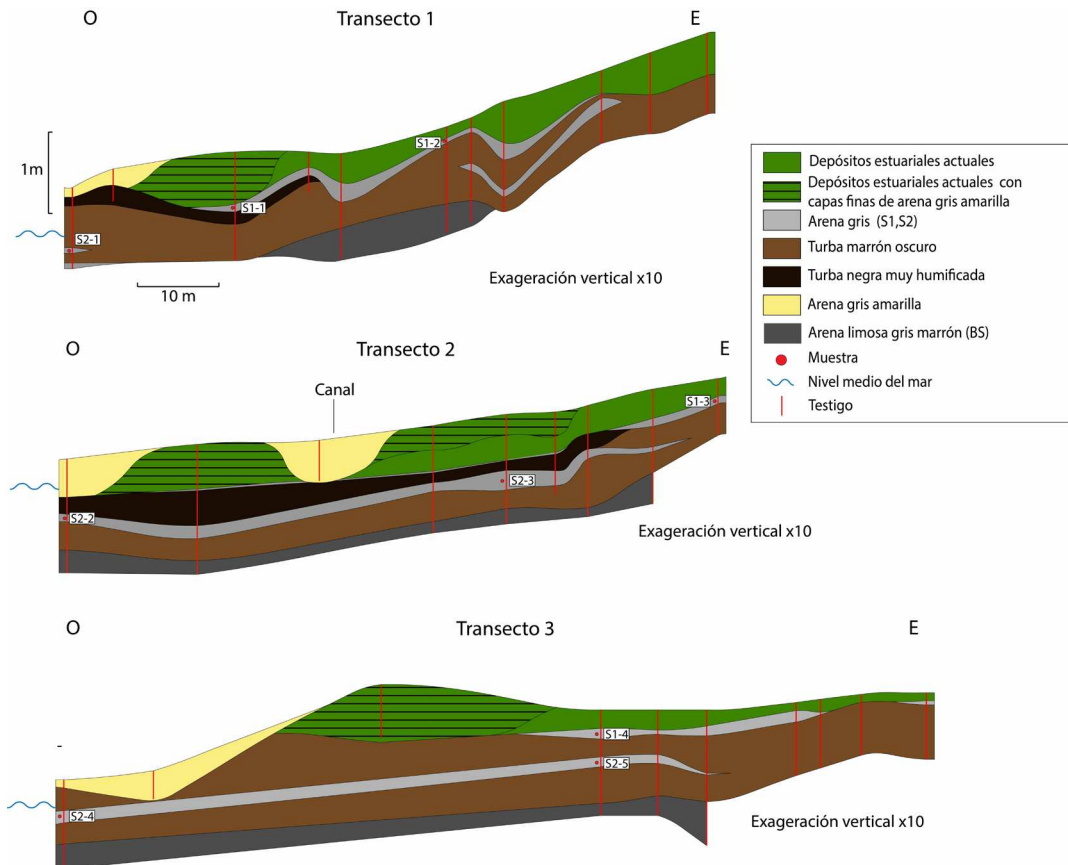 O Transecto 1 E
1m
S1-2
S1-1
S2-1
10 m
Exageración vertical x10
Depósitos estuariales actuales
Depósitos estuariales actuales con
capas finas de arena gris amarilla
Arena gris (S1,S2)
Turba marrón oscuro
Turba negra muy humificada
Arena gris amarilla
Arena limosa gris marrón (BS)
Muestra
Nivel medio del mar
Testigo
O Transecto 2 E
Canal
S1-3
S2-3
S2-2
Exageración vertical x10
O Transecto 3 E
S1-4
-
S2-5
S2-4
Exageración vertical x10